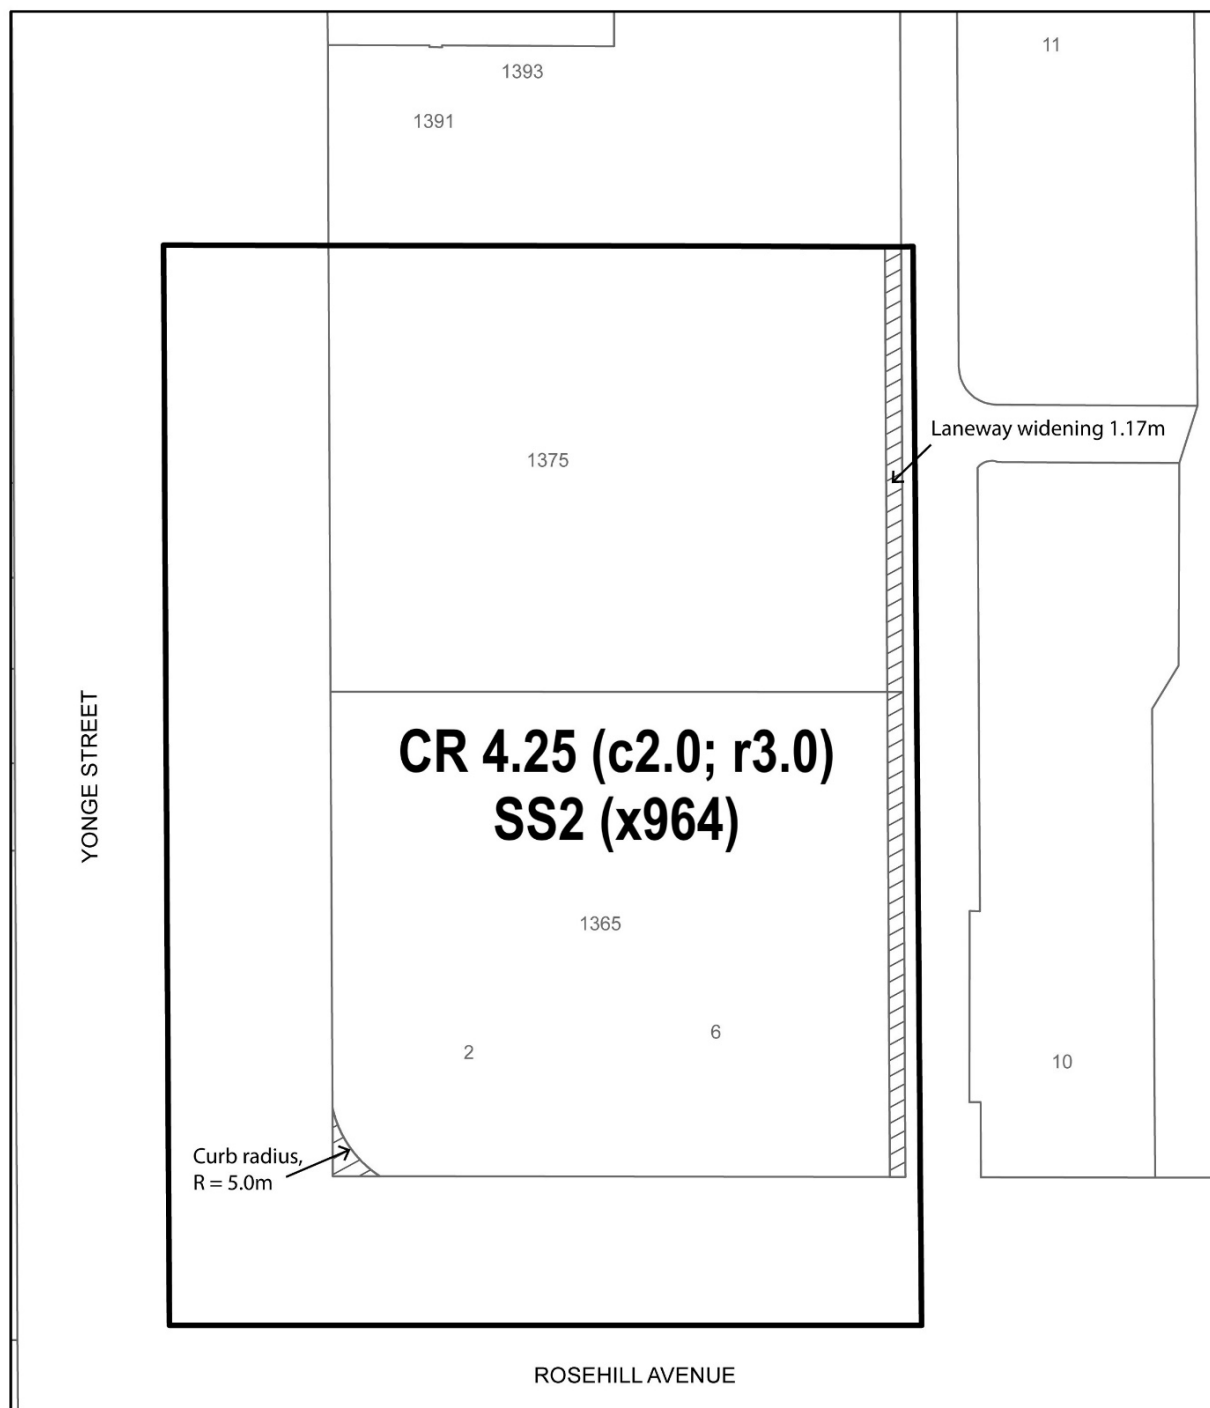 11
1393
1391
Laneway widening 1.17m
1375
YONGE STREET
CR 4.25 (c2.0; r3.0)
SS2 (x964)
1365
6
2
10
Curb radius,
R = 5.0m
ROSEHILL AVENUE